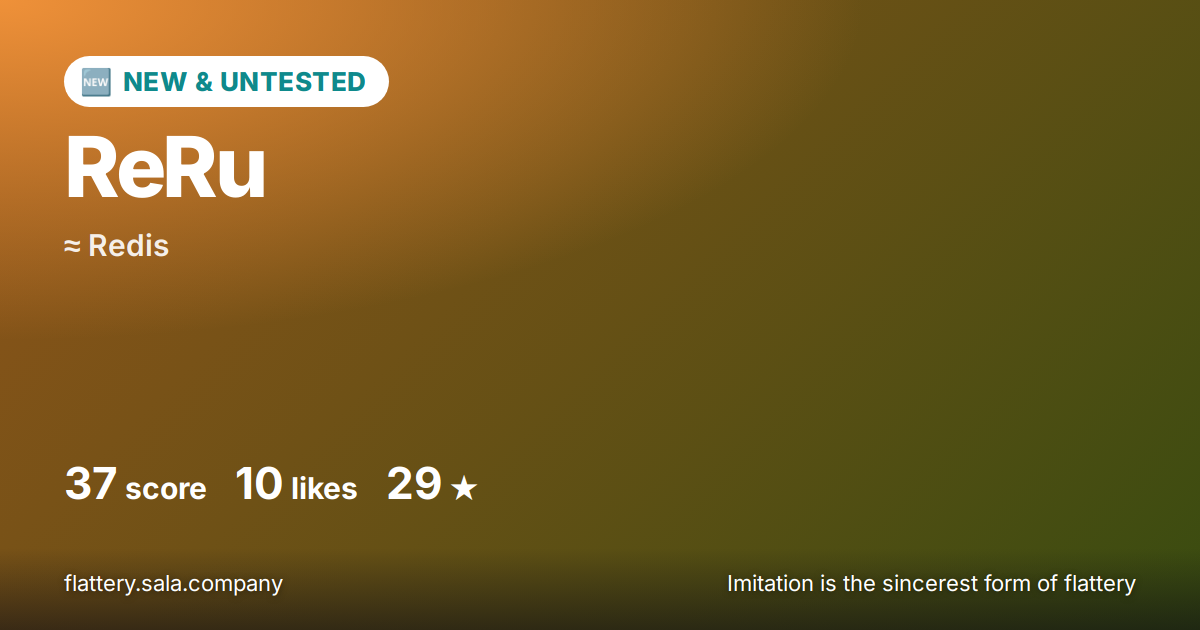 🆕 NEW & UNTESTED
ReRu
≈ Redis
37 score 10 likes 29 ★
flattery.sala.company
Imitation is the sincerest form of flattery